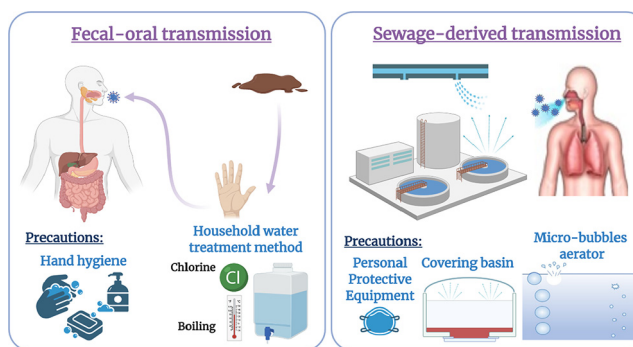 Fecal-oral transmission
Precautions:
Hand hygiene
Household water
treatment method
Chlorine
Cl
Boiling
Sewage-derived transmission
Precautions:
Personal
Protective
Equipment
Covering basin
Micro-bubbles
aerator